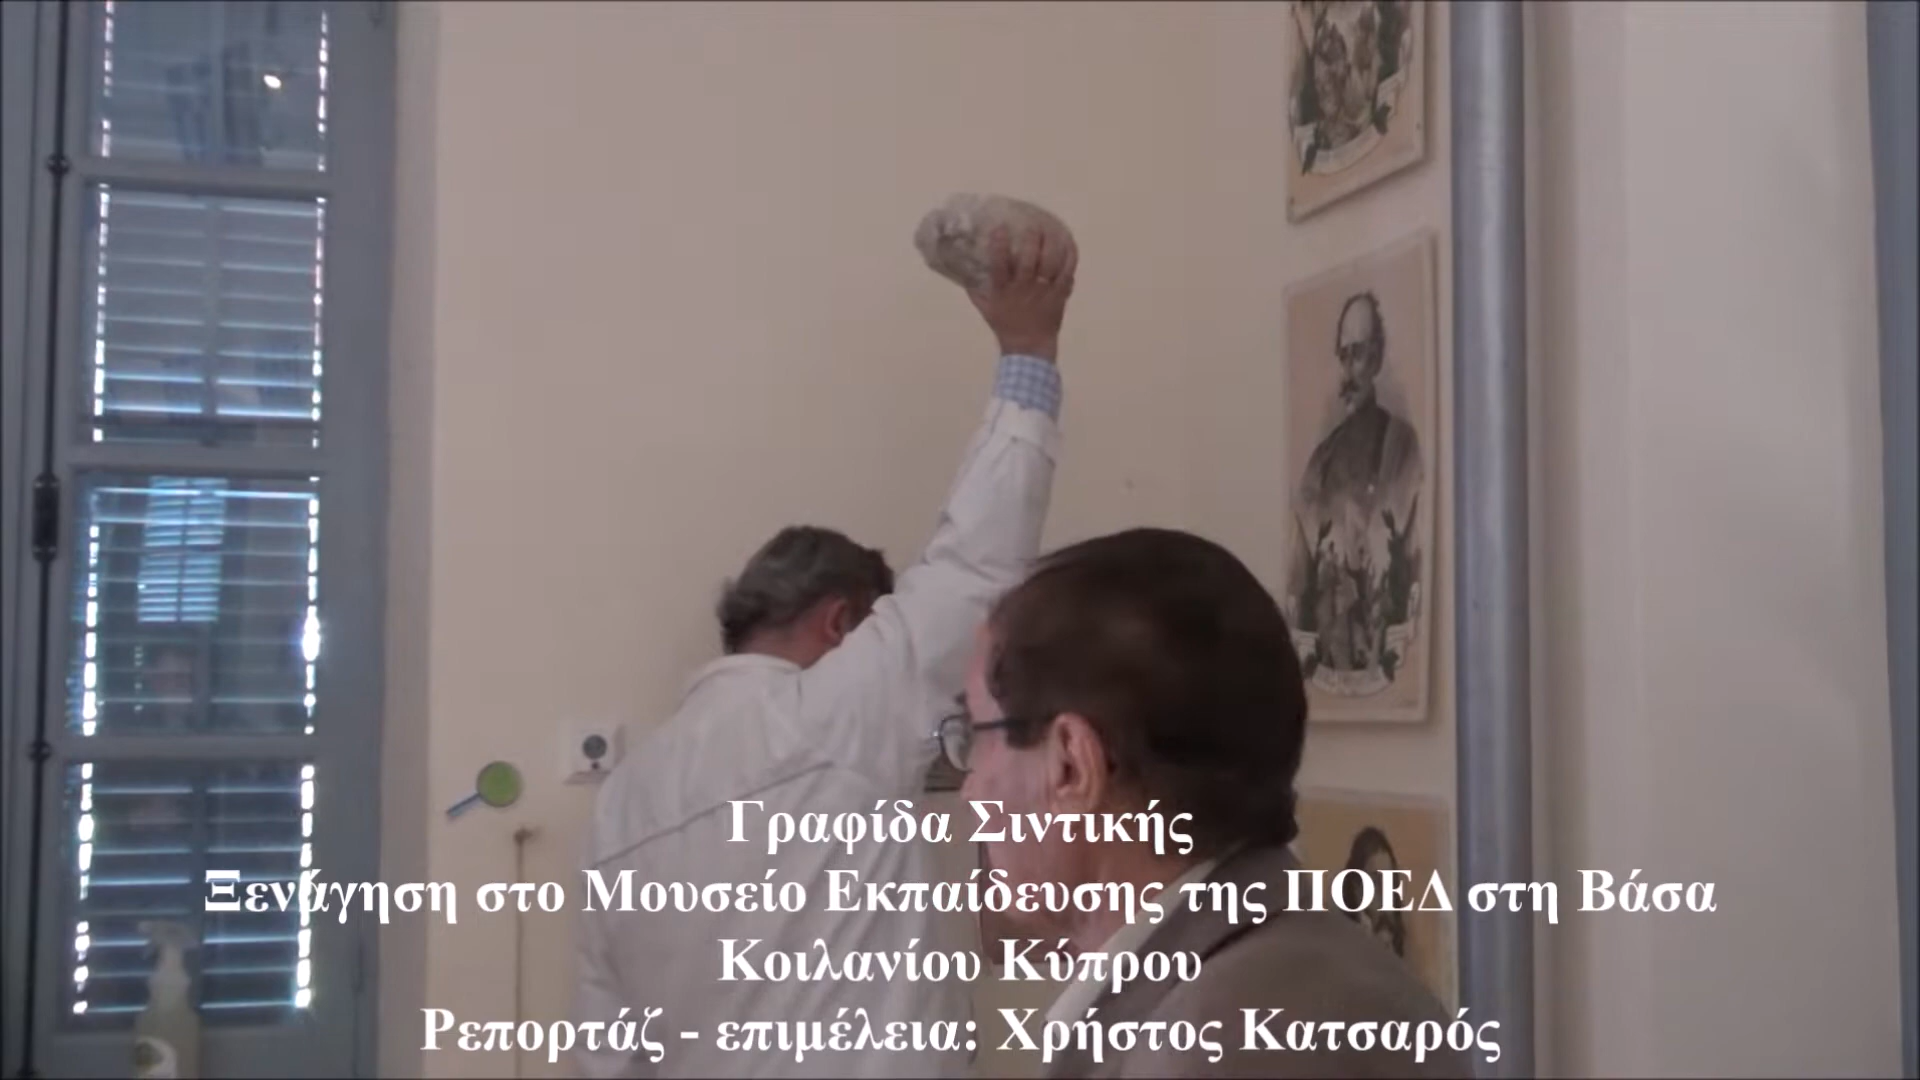 Γραφίδα Σιντικής
Ξενάγηση στο Μουσείο Εκπαίδευσης της ΠΟΕΔ στη Βάσα
Κοιλανίου Κύπρου
Ρεπορτάζ - επιμέλεια: Χρήστος Κατσαρός